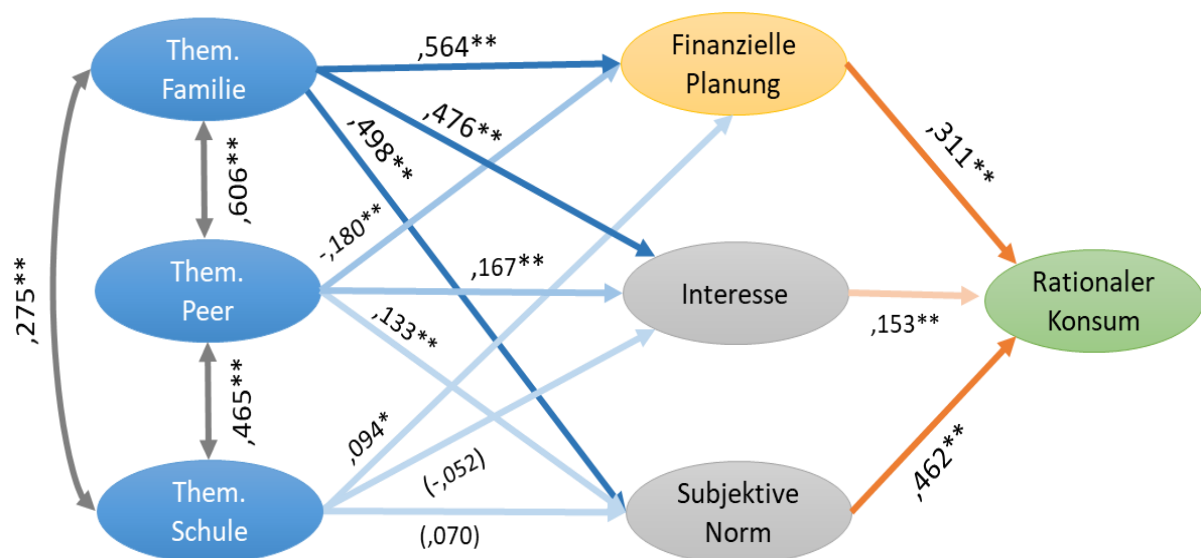 Them.
Familie
,564**
Finanzielle
Planung
,476**
,498**
,311**
,606**
-,180**
,275**
Them.
Peer
,167**
Interesse
,153**
Rationaler
Konsum
,133**
,465**
,094*
(-,052)
,462**
Them.
Schule
(,070)
Subjektive
Norm